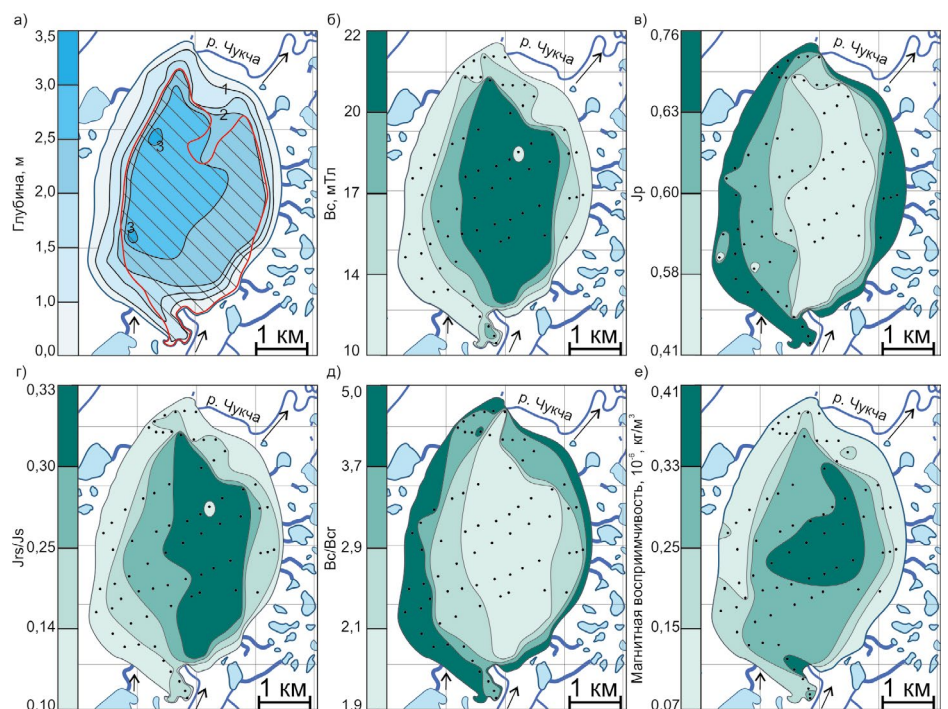 а)
Глубина, м
3,5
3,0
2,5
2,0
1,5
1,0
0,0
р. Чукча
1
2
3
3
1 км
б)
Bc, мТл
22
20
17
14
10
р. Чукча
1 км
в)
Jp
0,76
0,63
0,60
0,58
0,41
р. Чукча
1 км
г)
Jrs/Js
0,33
0,30
0,25
0,14
0,10
р. Чукча
1 км
д)
Bc/Bcr
5,0
3,7
2,9
2,1
1,9
р. Чукча
1 км
е)
Магнитная восприимчивость, 10⁻⁶, кг/м³
0,41
0,33
0,25
0,15
0,07
р. Чукча
1 км